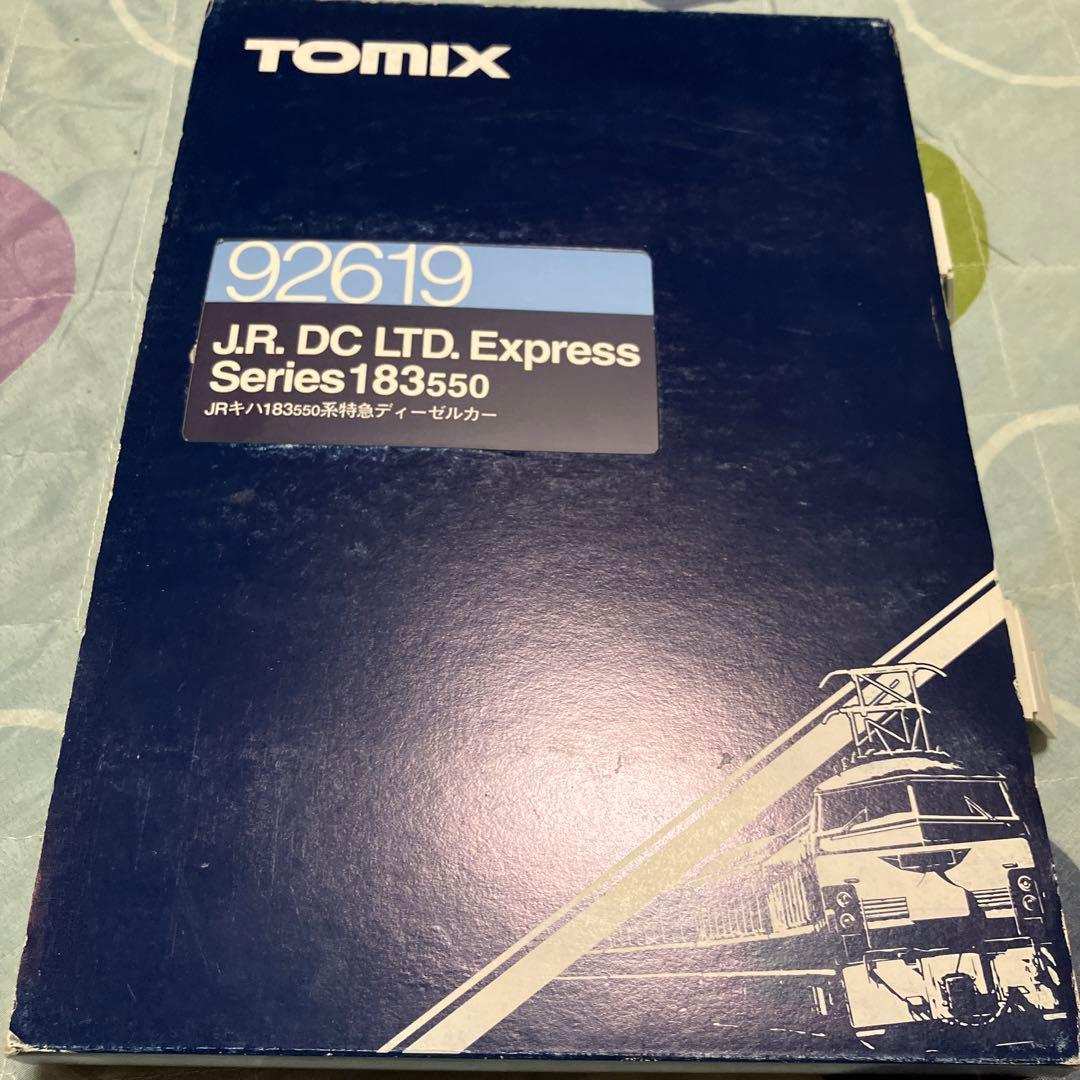 TOMIX
92619
J.R. DC LTD. Express
Series183550
JRキハ183550系特急ディーゼルカー